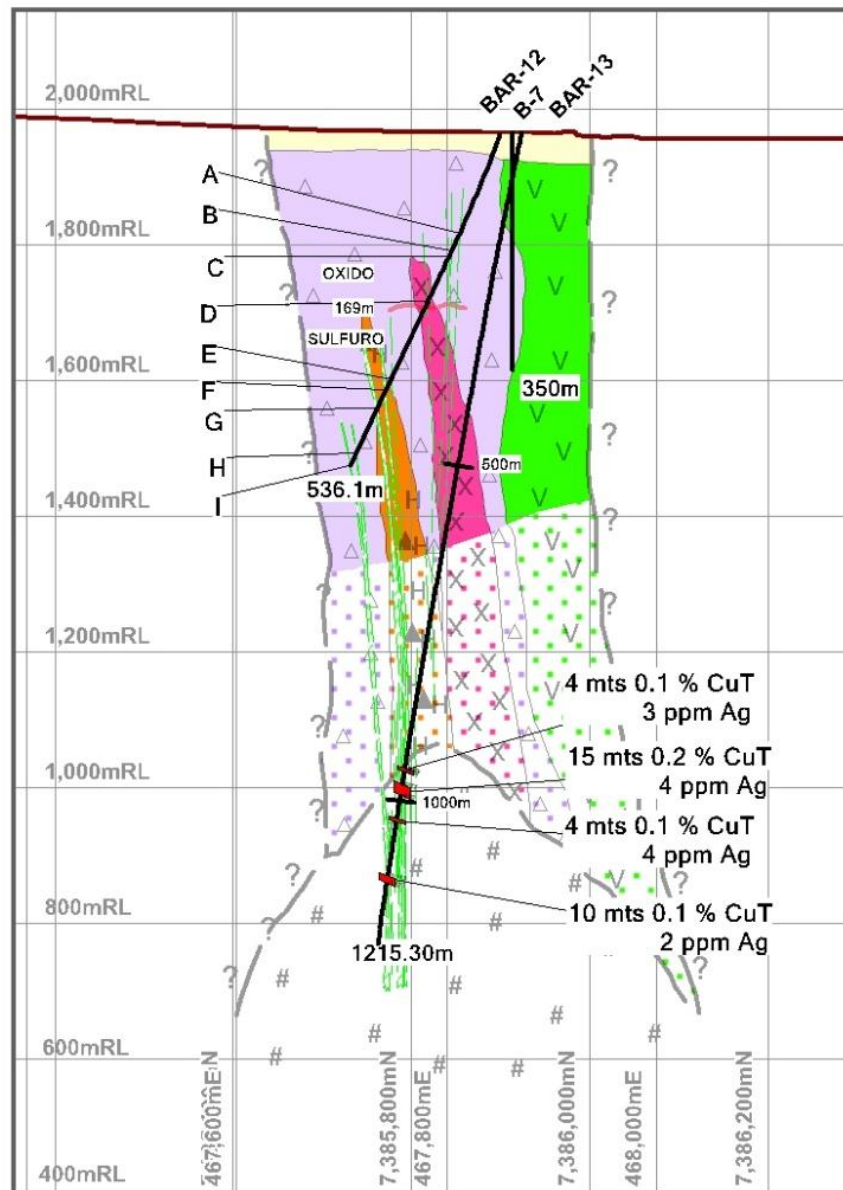 BAR-12
B-7
BAR-13
2,000mRL
A
B
1,800mRL
C
OXIDO
D
169m
SULFURO
E
1,600mRL
F
350m
G
H
500m
I
536.1m
1,400mRL
1,200mRL
4 mts 0.1 % CuT
3 ppm Ag
15 mts 0.2 % CuT
4 ppm Ag
1,000mRL
1000m
4 mts 0.1 % CuT
4 ppm Ag
10 mts 0.1 % CuT
2 ppm Ag
800mRL
1215.30m
600mRL
467,600mE
7,385,800mN
467,800mE
7,386,000mN
468,000mE
7,386,200mN
400mRL